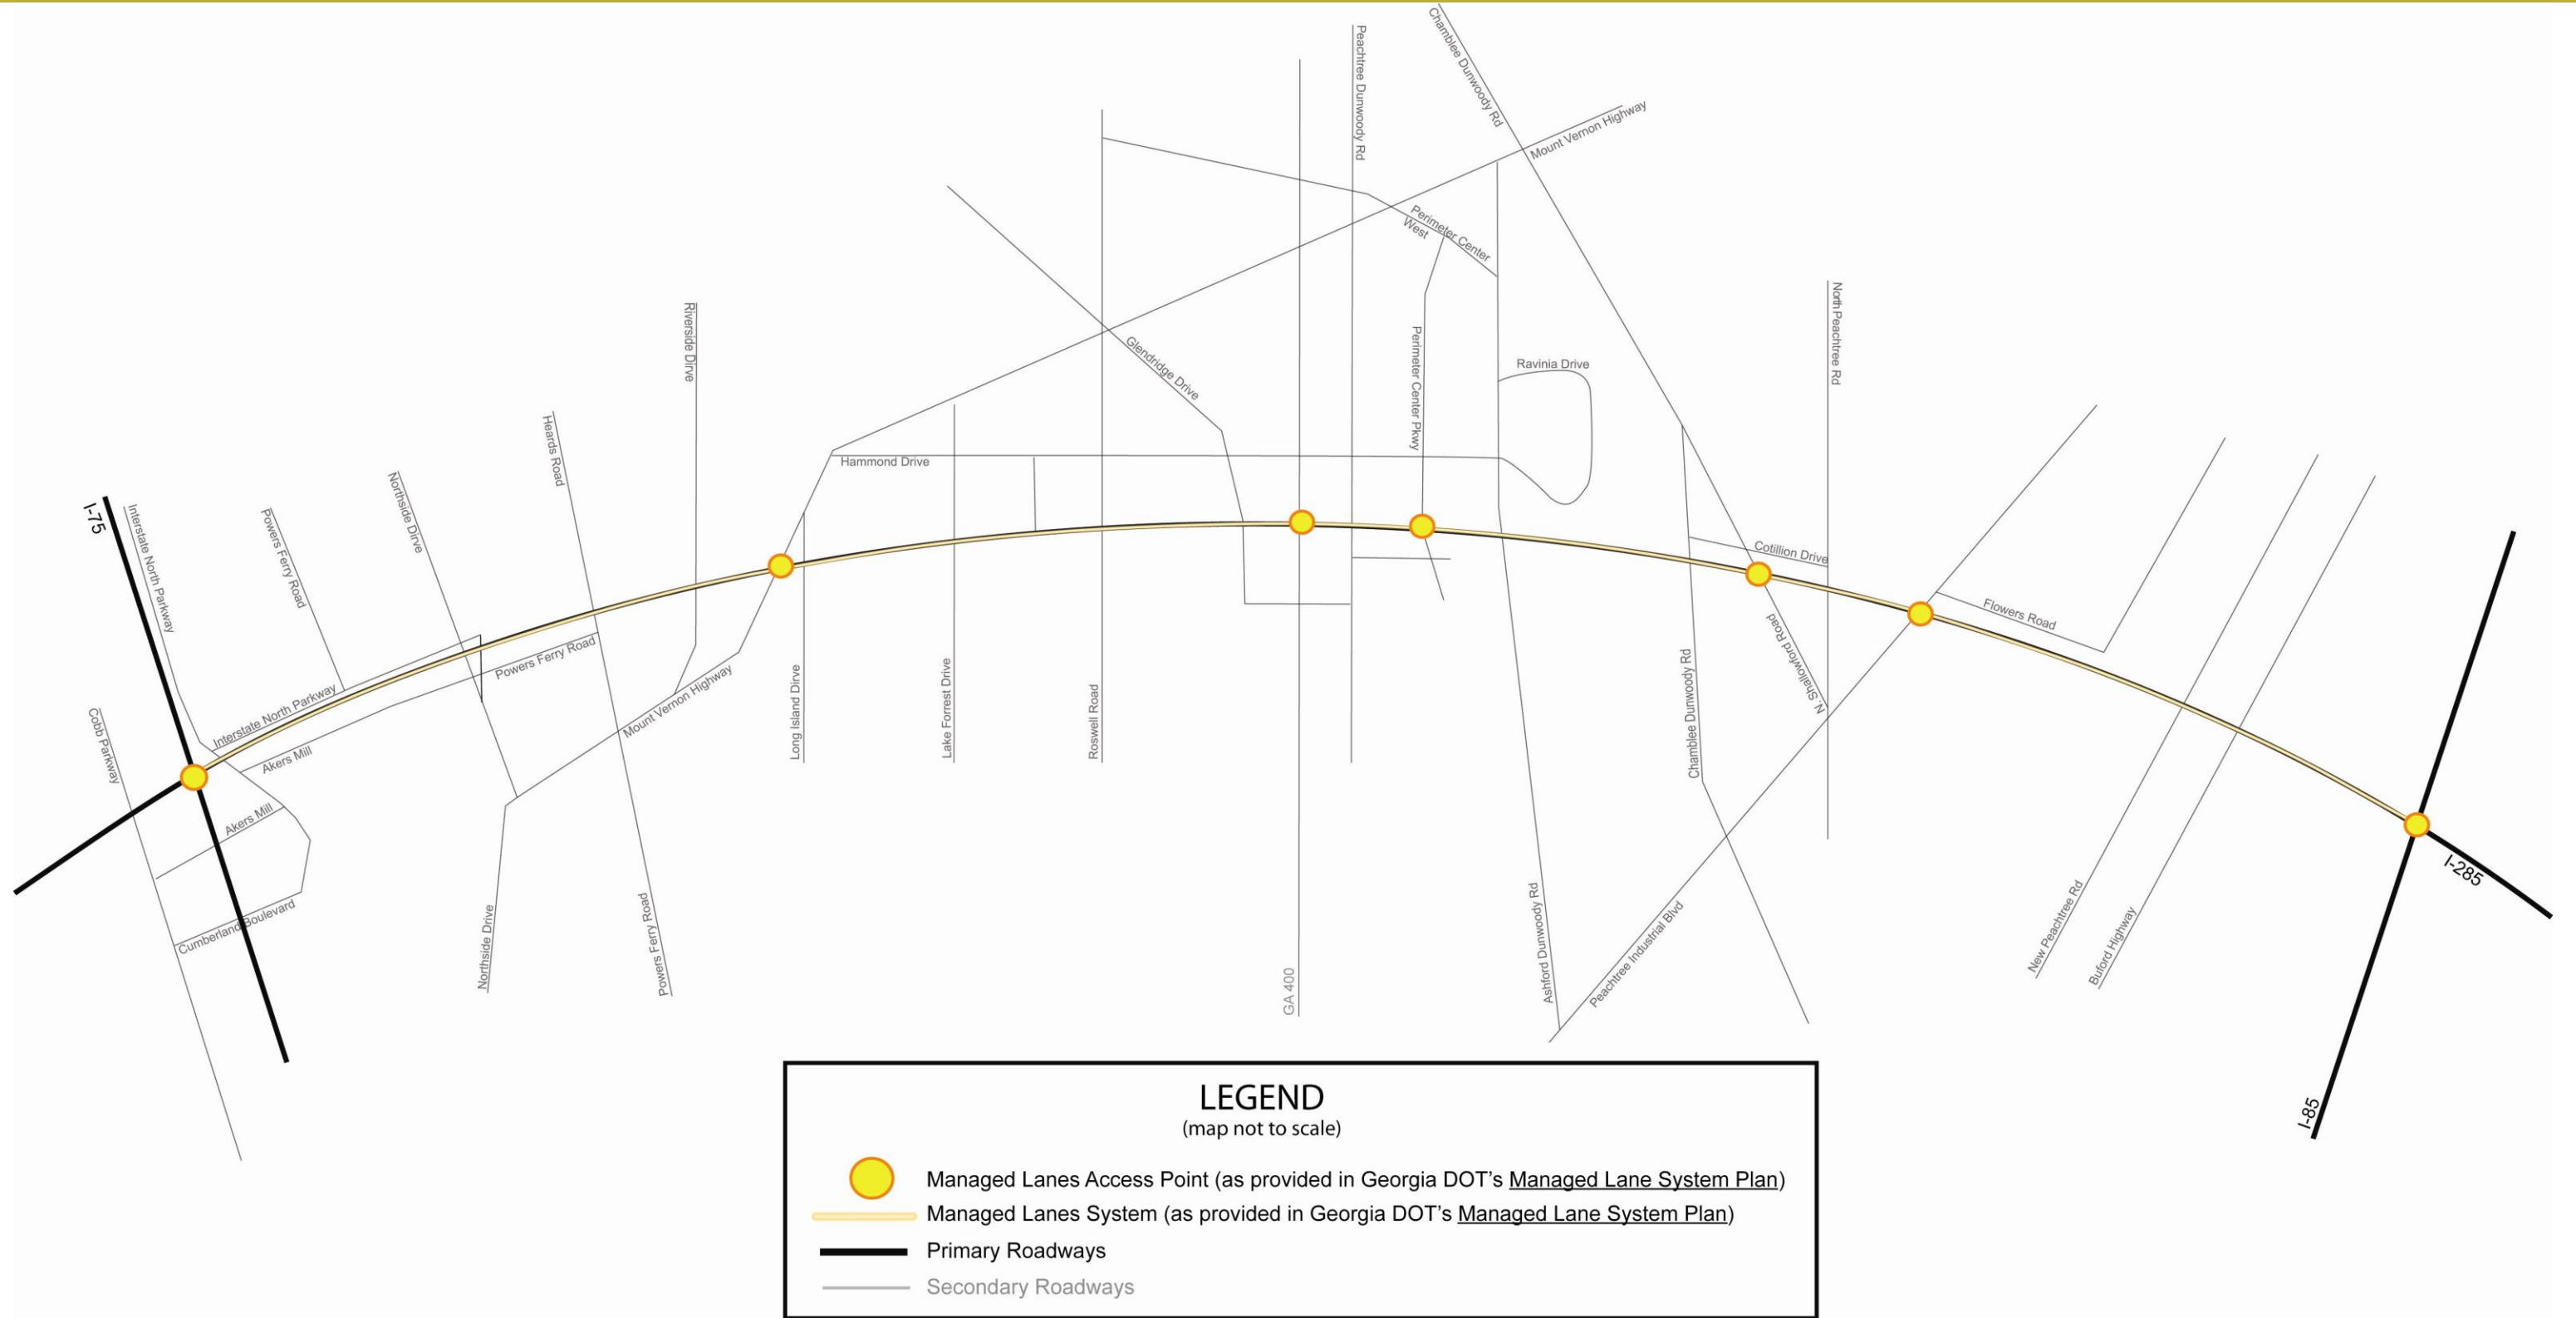 Chamblee Dunwoody Rd
Peachtree Dunwoody Rd
Mount Vernon Highway
Perimeter Center
West
North Peachtree Rd
Riverside Dirve
Perimeter Center Pkwy
Glendridge Drive
Ravinia Drive
Heards Road
Hammond Drive
Northside Dirve
I-75
Interstate North Parkway
Powers Ferry Road
Cotillion Drive
Flowers Road
N. Shallowford Road
Powers Ferry Road
Interstate North Parkway
Akers Mill
Mount Vernon Highway
Long Island Dirve
Lake Forrest Drive
Roswell Road
Chamblee Dunwoody Rd
Cobb Parkway
Akers Mill
Cumberland Boulevard
Northside Drive
Powers Ferry Road
GA 400
Ashford Dunwoody Rd
Peachtree Industrial Blvd
New Peachtree Rd
Buford Highway
I-285
I-85
LEGEND
(map not to scale)
Managed Lanes Access Point (as provided in Georgia DOT’s Managed Lane System Plan)
Managed Lanes System (as provided in Georgia DOT’s Managed Lane System Plan)
Primary Roadways
Secondary Roadways